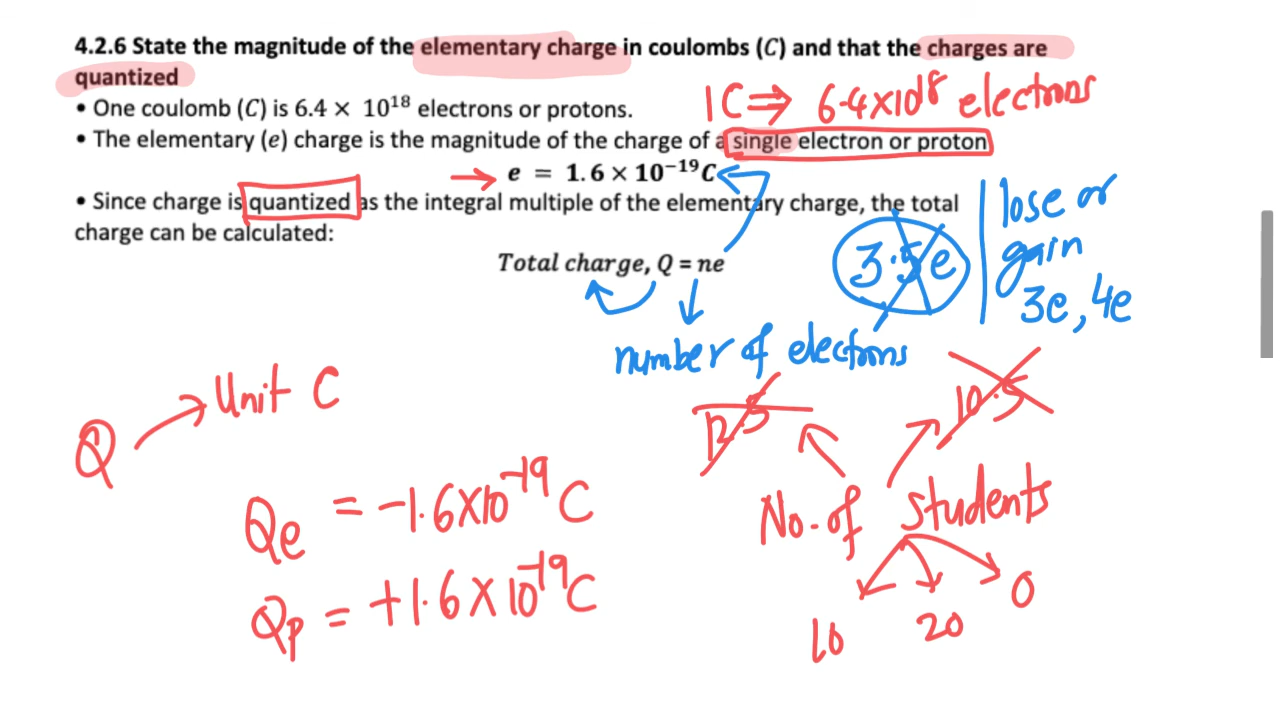 4.2.6 State the magnitude of the elementary charge in coulombs (C) and that the charges are
quantized
• One coulomb (C) is 6.4 × 10¹⁸ electrons or protons.
1C ⇒ 6.4×10¹⁸ electrons
• The elementary (e) charge is the magnitude of the charge of a single electron or proton
→ e = 1.6 × 10⁻¹⁹C
• Since charge is quantized as the integral multiple of the elementary charge, the total
charge can be calculated:
Total charge, Q = ne
3.5e
lose or
gain
3e, 4e
number of electrons
Q → Unit C
12.5
10.5
Qe = -1.6×10⁻¹⁹ C
No. of students
Qp = +1.6×10⁻¹⁹C
10
20
0